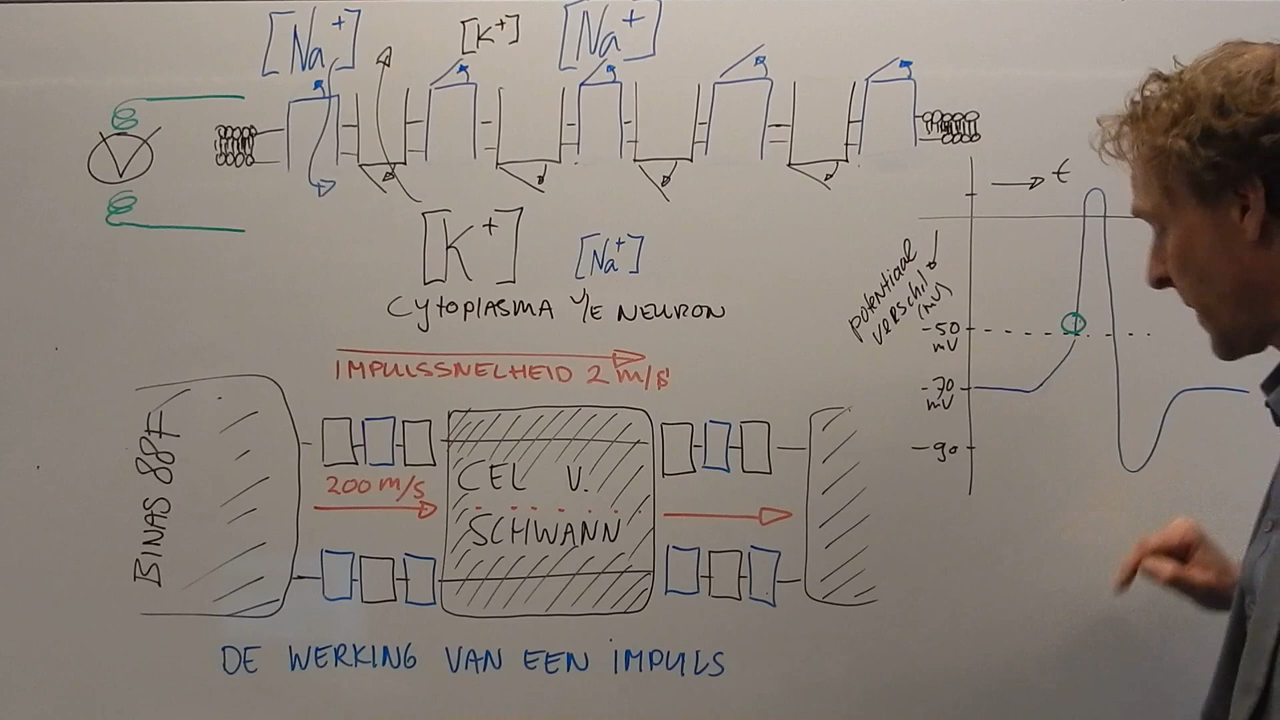 [Na⁺] [K⁺] [Na⁺]
V
[K⁺] [Na⁺]
CYTOPLASMA V/E NEURON
IMPULSSNELHEID 2 m/s
BINAS 88F
200 m/s
CEL V.
SCHWANN
DE WERKING VAN EEN IMPULS
t
potentiaal
verschil
(mV)
-50
mV
-70
mV
-90